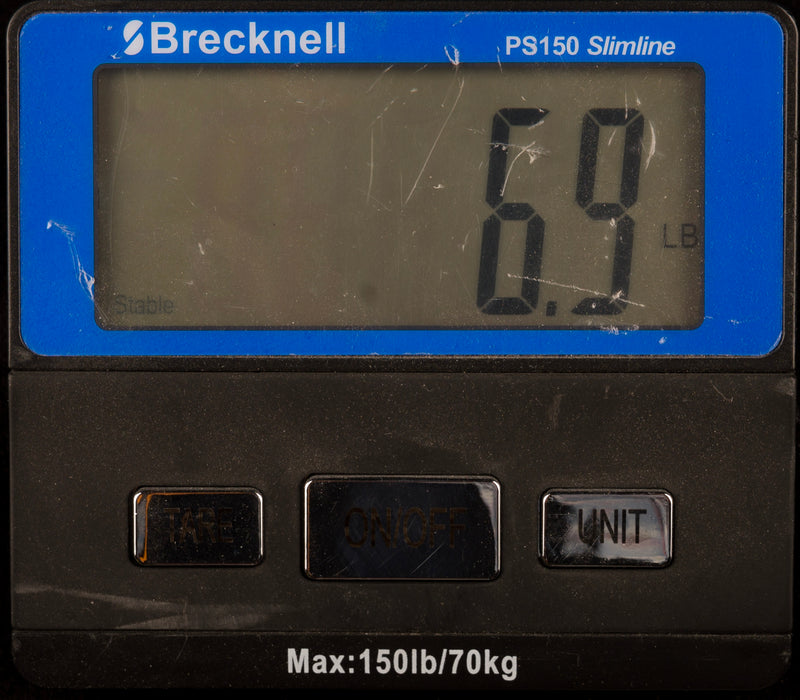 Brecknell PS150 Slimline
6.9 LB
Stable
TARE ON/OFF UNIT
Max:150lb/70kg